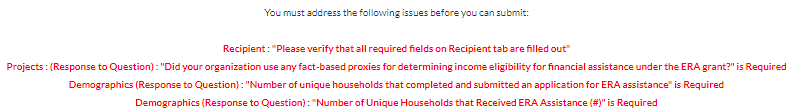 You must address the following issues before you can submit:
Recipient : "Please verify that all required fields on Recipient tab are filled out"
Projects : (Response to Question) : "Did your organization use any fact-based proxies for determining income eligibility for financial assistance under the ERA grant?" is Required
Demographics (Response to Question) : "Number of unique households that completed and submitted an application for ERA assistance" is Required
Demographics (Response to Question) : "Number of Unique Households that Received ERA Assistance (#)" is Required